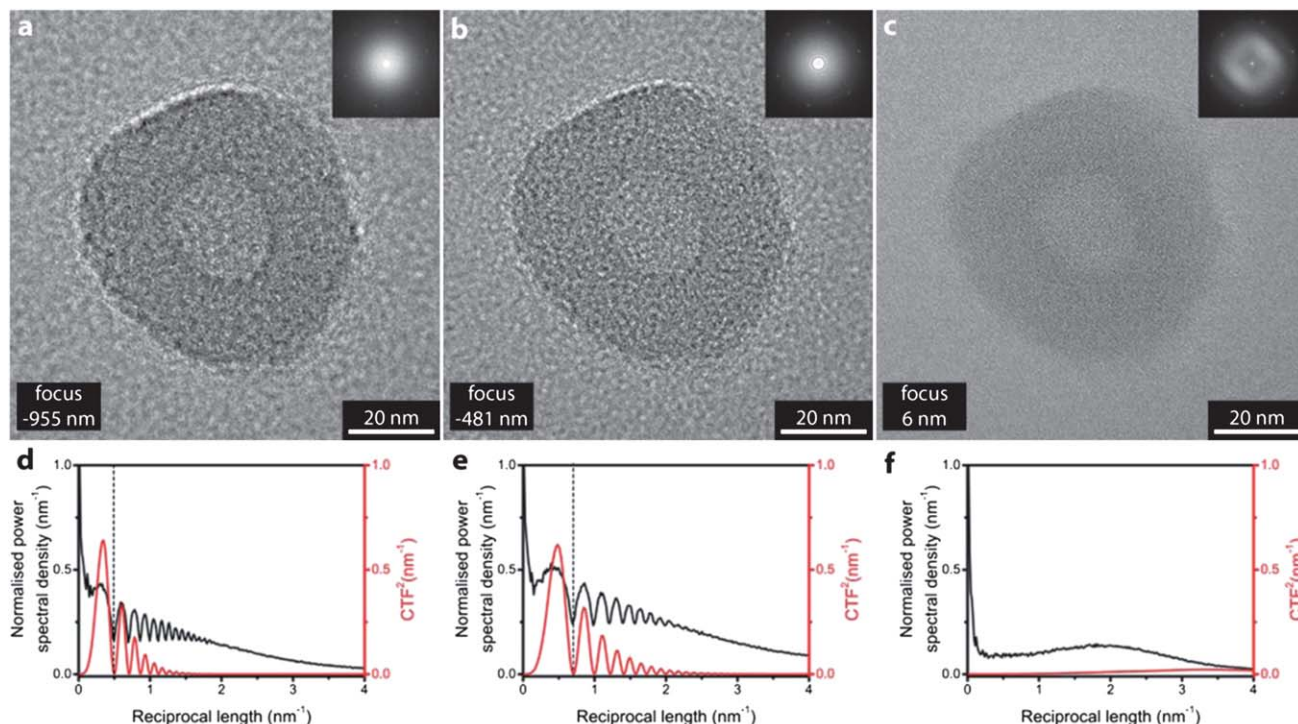 a
b
c
focus
-955 nm
20 nm
focus
-481 nm
20 nm
focus
6 nm
20 nm
d
e
f
Normalised power
spectral density (nm⁻¹)
1.0
0.5
0.0
0
1
2
3
4
Reciprocal length (nm⁻¹)
1.0
0.5
0.0
CTF²(nm⁻¹)
Normalised power
spectral density (nm⁻¹)
1.0
0.5
0.0
0
1
2
3
4
Reciprocal length (nm⁻¹)
1.0
0.5
0.0
CTF²(nm⁻¹)
Normalised power
spectral density (nm⁻¹)
1.0
0.5
0.0
0
1
2
3
4
Reciprocal length (nm⁻¹)
1.0
0.5
0.0
CTF²(nm⁻¹)